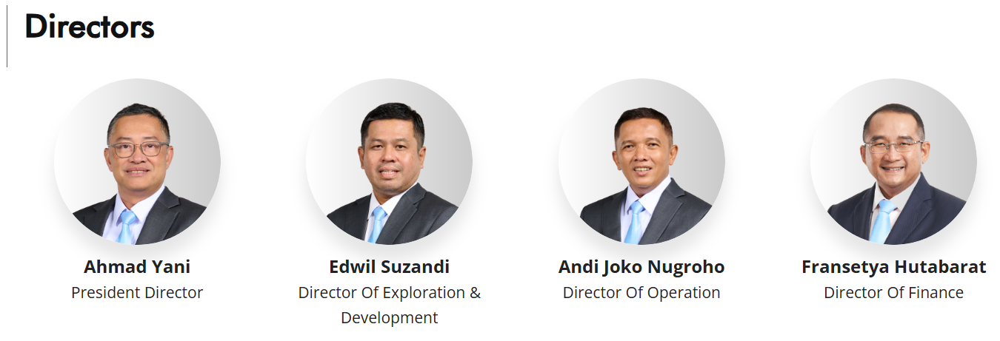 Directors
Ahmad Yani
President Director
Edwil Suzandi
Director Of Exploration &
Development
Andi Joko Nugroho
Director Of Operation
Fransetya Hutabarat
Director Of Finance